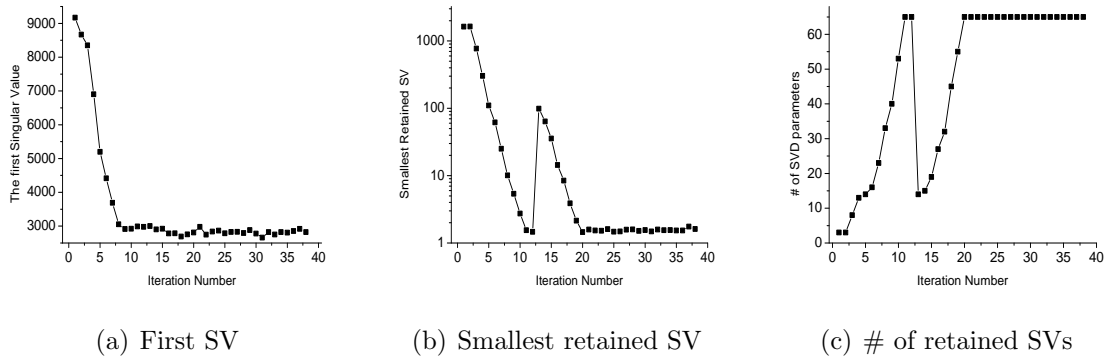 9000
8000
7000
6000
5000
4000
3000
The first Singular Value
0 5 10 15 20 25 30 35 40
Iteration Number
(a) First SV
1000
100
10
1
Smallest Retained SV
0 5 10 15 20 25 30 35 40
Iteration Number
(b) Smallest retained SV
60
50
40
30
20
10
0
# of SVD parameters
0 5 10 15 20 25 30 35 40
Iteration Number
(c) # of retained SVs